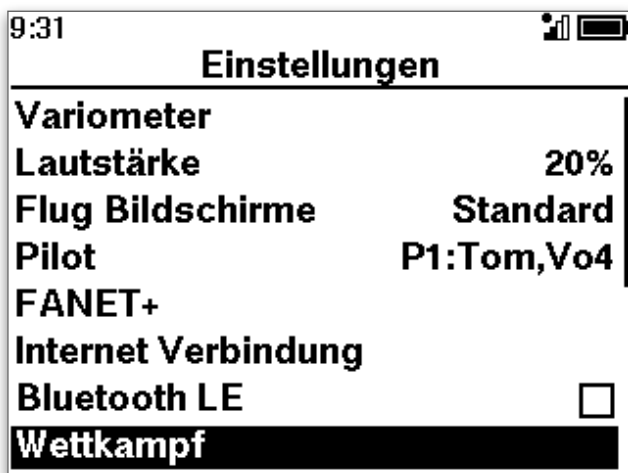 9:31
Einstellungen
Variometer
Lautstärke 20%
Flug Bildschirme Standard
Pilot P1:Tom,Vo4
FANET+
Internet Verbindung
Bluetooth LE
Wettkampf